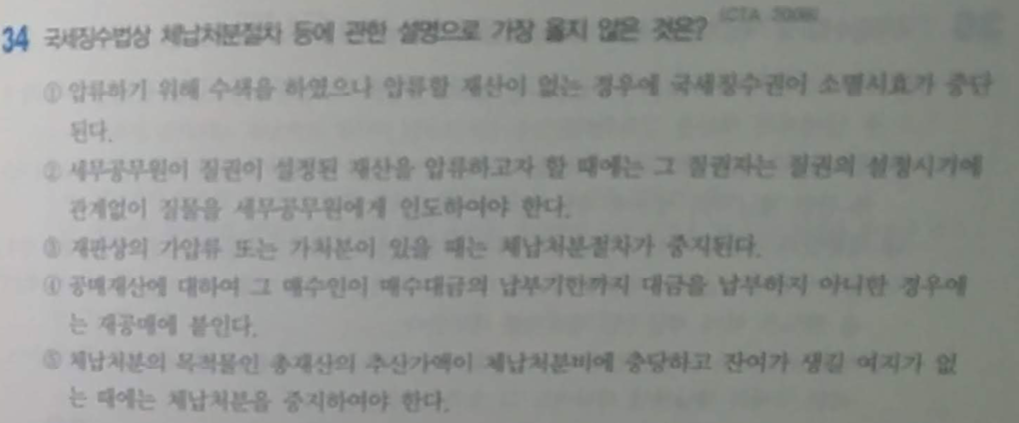 34 국세징수법상 체납처분절차 등에 관한 설명으로 가장 옳지 않은 것은? (CTA 2008)
① 압류하기 위해 수색을 하였으나 압류할 재산이 없는 경우에 국세징수권이 소멸시효가 중단
된다.
② 세무공무원이 질권이 설정된 재산을 압류하고자 할 때에는 그 질권자는 질권의 설정시기에
관계없이 질물을 세무공무원에게 인도하여야 한다.
③ 재판상의 가압류 또는 가처분이 있을 때는 체납처분절차가 중지된다.
④ 공매재산에 대하여 그 매수인이 매수대금의 납부기한까지 대금을 납부하지 아니한 경우에
는 재공매에 붙인다.
⑤ 체납처분의 목적물인 총재산의 추산가액이 체납처분비에 충당하고 잔여가 생길 여지가 없
는 때에는 체납처분을 중지하여야 한다.